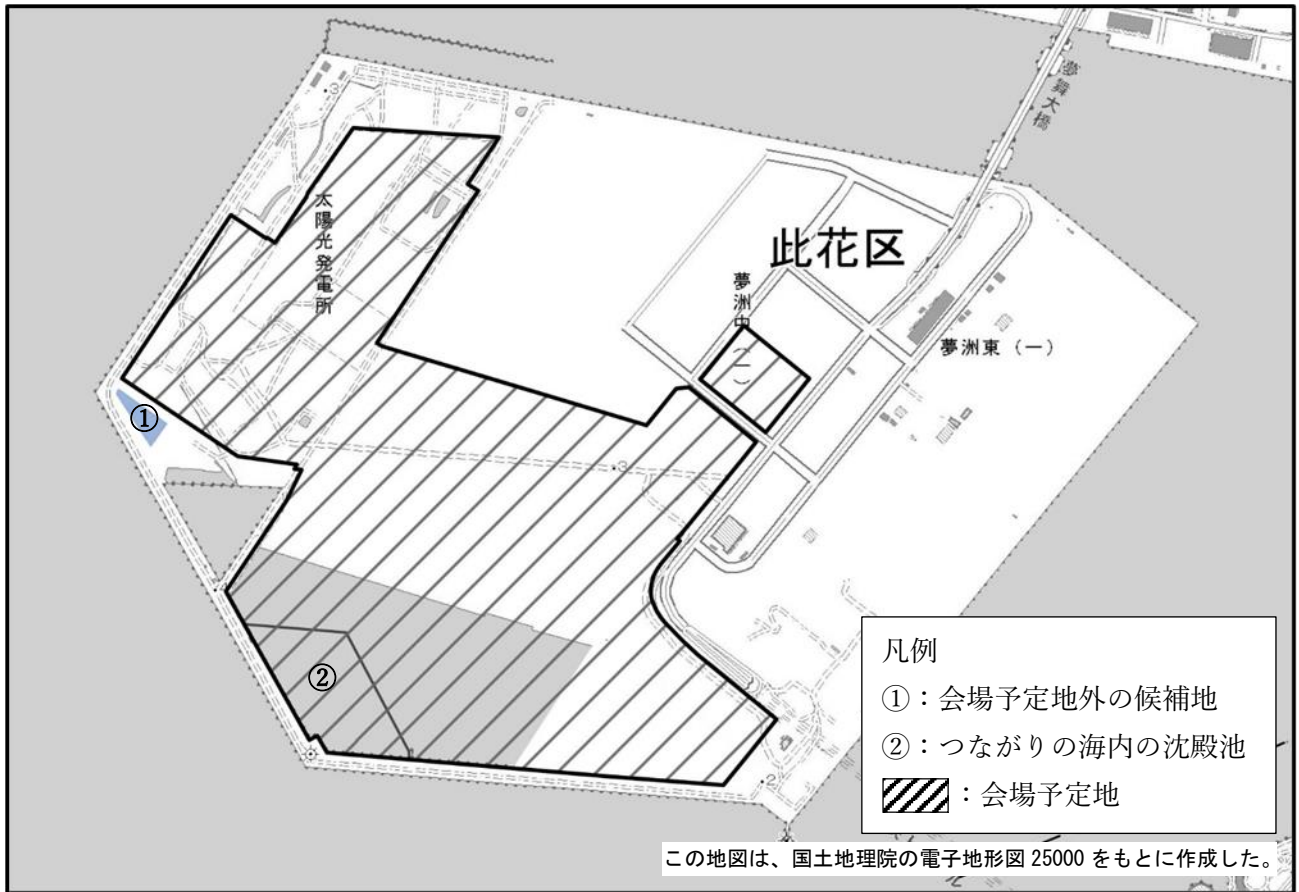 夢舞大橋
・3
太陽光発電所
此花区
夢洲中(一)
夢洲東(一)
①
・3
②
・2
凡例
①：会場予定地外の候補地
②：つながりの海内の沈殿池
：会場予定地
この地図は、国土地理院の電子地形図 25000 をもとに作成した。